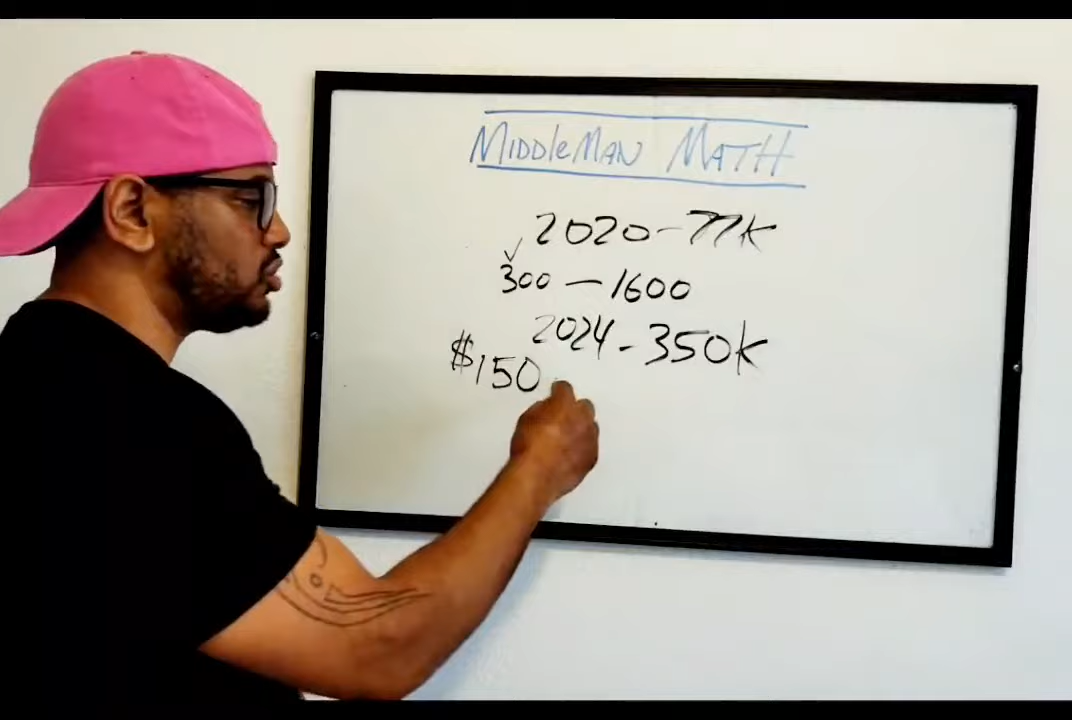 MIDDLEMAN MATH
2020-77K
✓
300 — 1600
2024-350K
$150